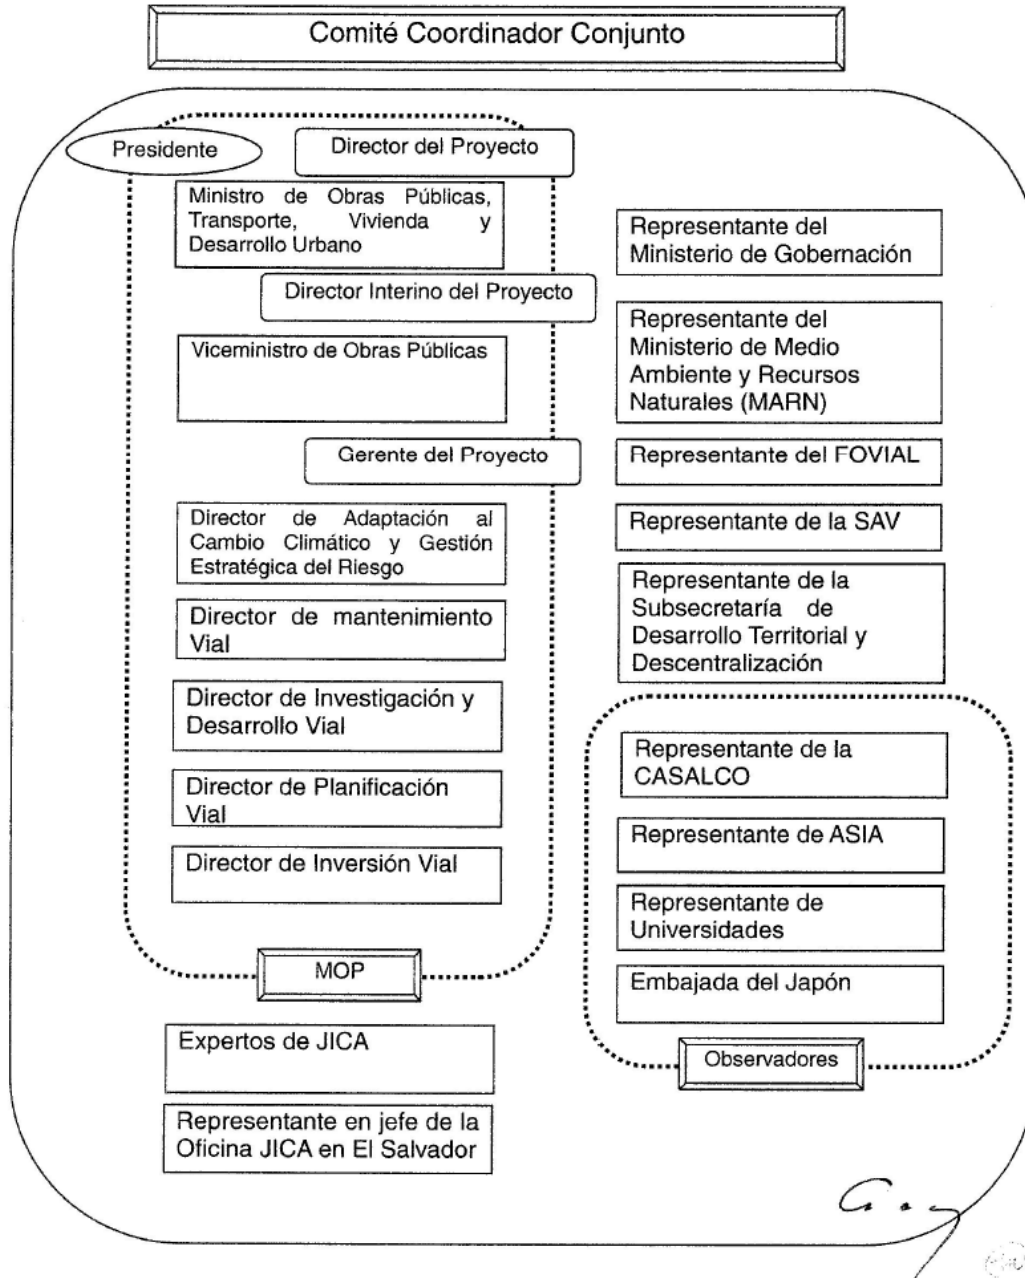 Comité Coordinador Conjunto
Presidente
Director del Proyecto
Ministro de Obras Públicas,
Transporte, Vivienda y
Desarrollo Urbano
Director Interino del Proyecto
Viceministro de Obras Públicas
Gerente del Proyecto
Director de Adaptación al
Cambio Climático y Gestión
Estratégica del Riesgo
Director de mantenimiento
Vial
Director de Investigación y
Desarrollo Vial
Director de Planificación
Vial
Director de Inversión Vial
MOP
Expertos de JICA
Representante en jefe de la
Oficina JICA en El Salvador
Representante del
Ministerio de Gobernación
Representante del
Ministerio de Medio
Ambiente y Recursos
Naturales (MARN)
Representante del FOVIAL
Representante de la SAV
Representante de la
Subsecretaría de
Desarrollo Territorial y
Descentralización
Representante de la
CASALCO
Representante de ASIA
Representante de
Universidades
Embajada del Japón
Observadores